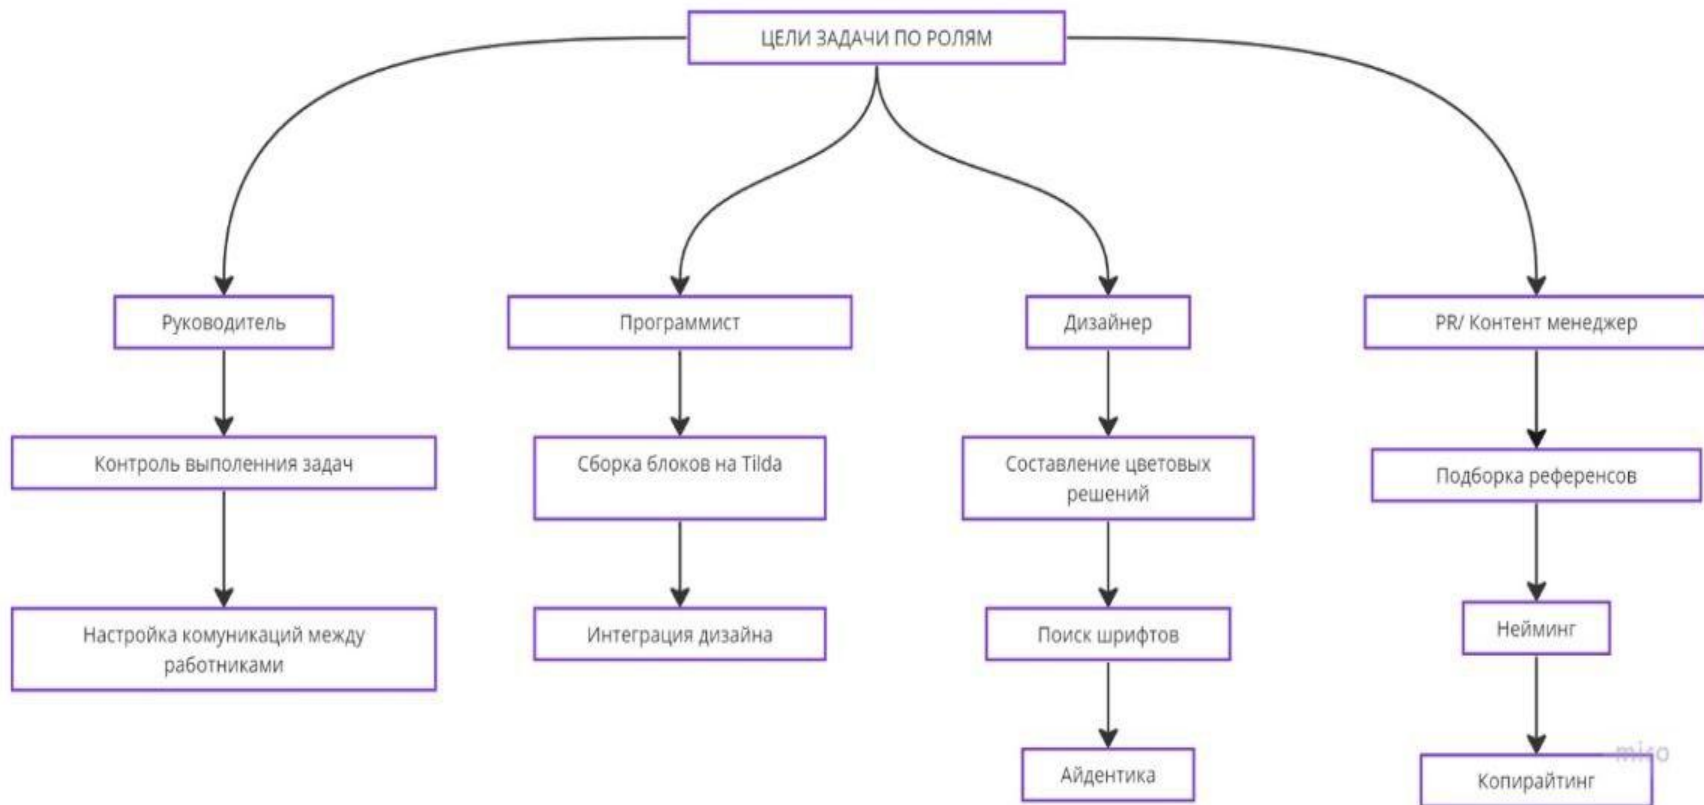 ЦЕЛИ ЗАДАЧИ ПО РОЛЯМ
Руководитель
Программист
Дизайнер
PR/ Контент менеджер
Контроль выполенния задач
Сборка блоков на Tilda
Составление цветовых
решений
Подборка референсов
Настройка комуникаций между
работниками
Интеграция дизайна
Поиск шрифтов
Нейминг
Айдентика
Копирайтинг
miro